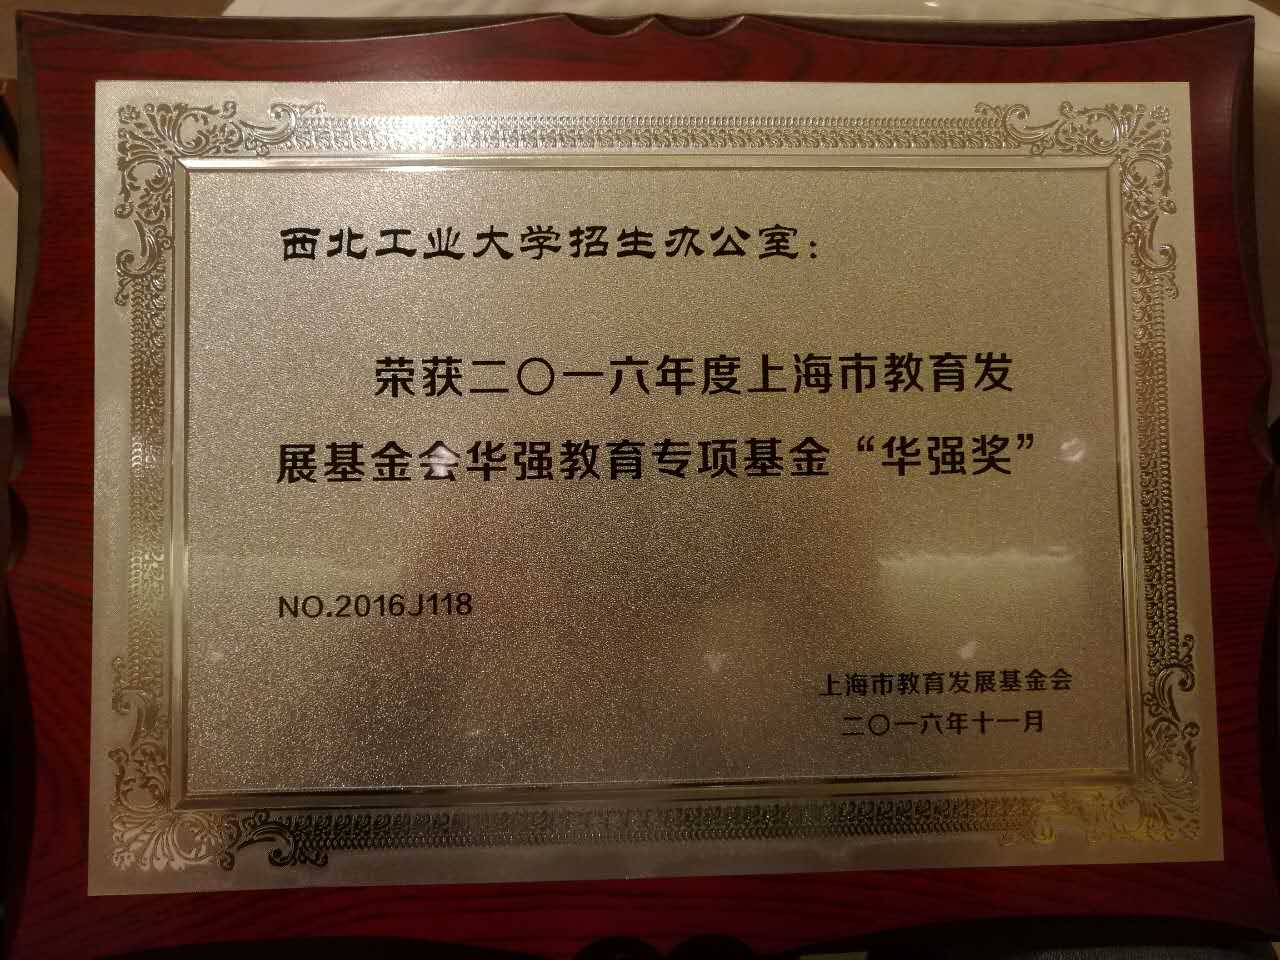 西北工业大学招生办公室：
荣获二〇一六年度上海市教育发
展基金会华强教育专项基金“华强奖”
NO.2016J118
上海市教育发展基金会
二〇一六年十一月